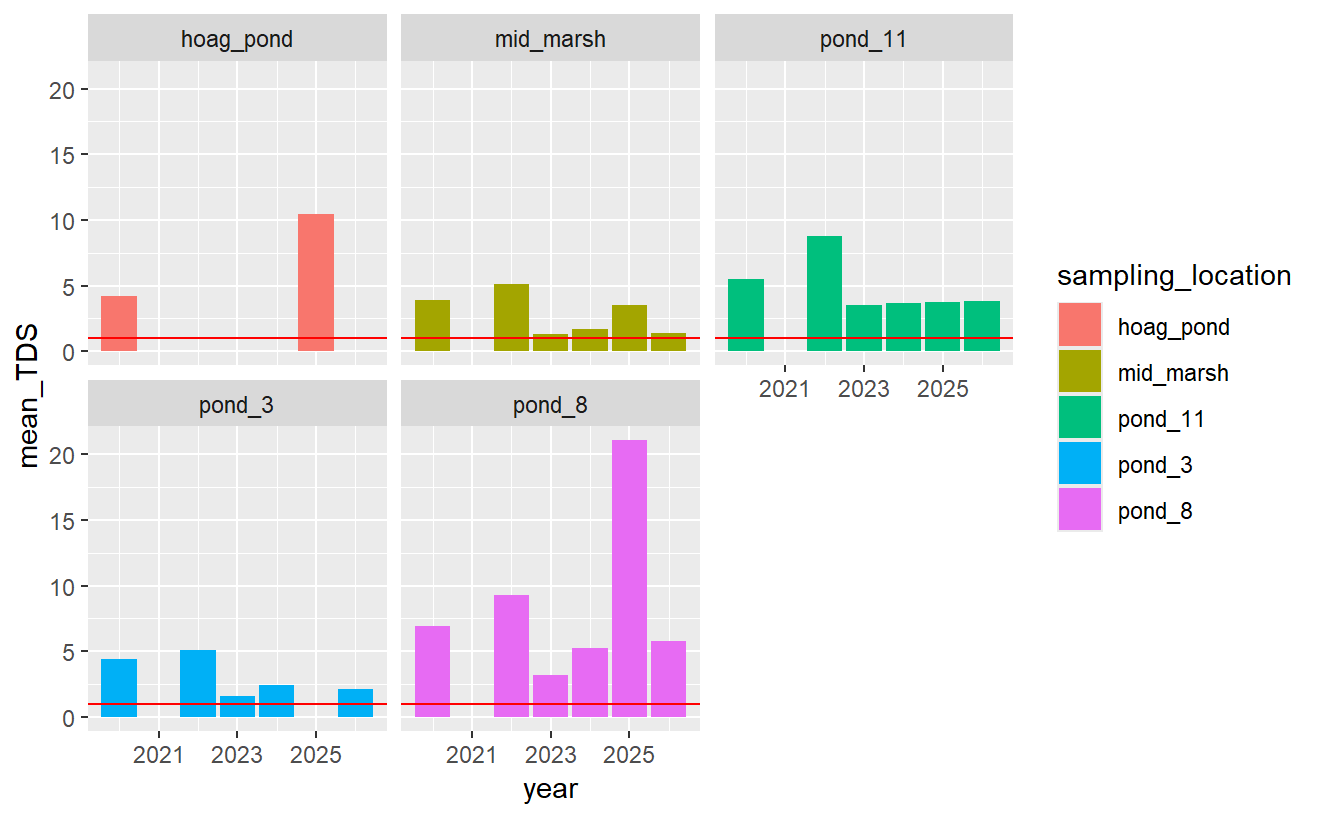 hoag_pond mid_marsh pond_11
20
15
10
5
0
2021 2023 2025
pond_3 pond_8
20
15
10
5
0
2021 2023 2025 2021 2023 2025
year
mean_TDS
sampling_location
hoag_pond
mid_marsh
pond_11
pond_3
pond_8